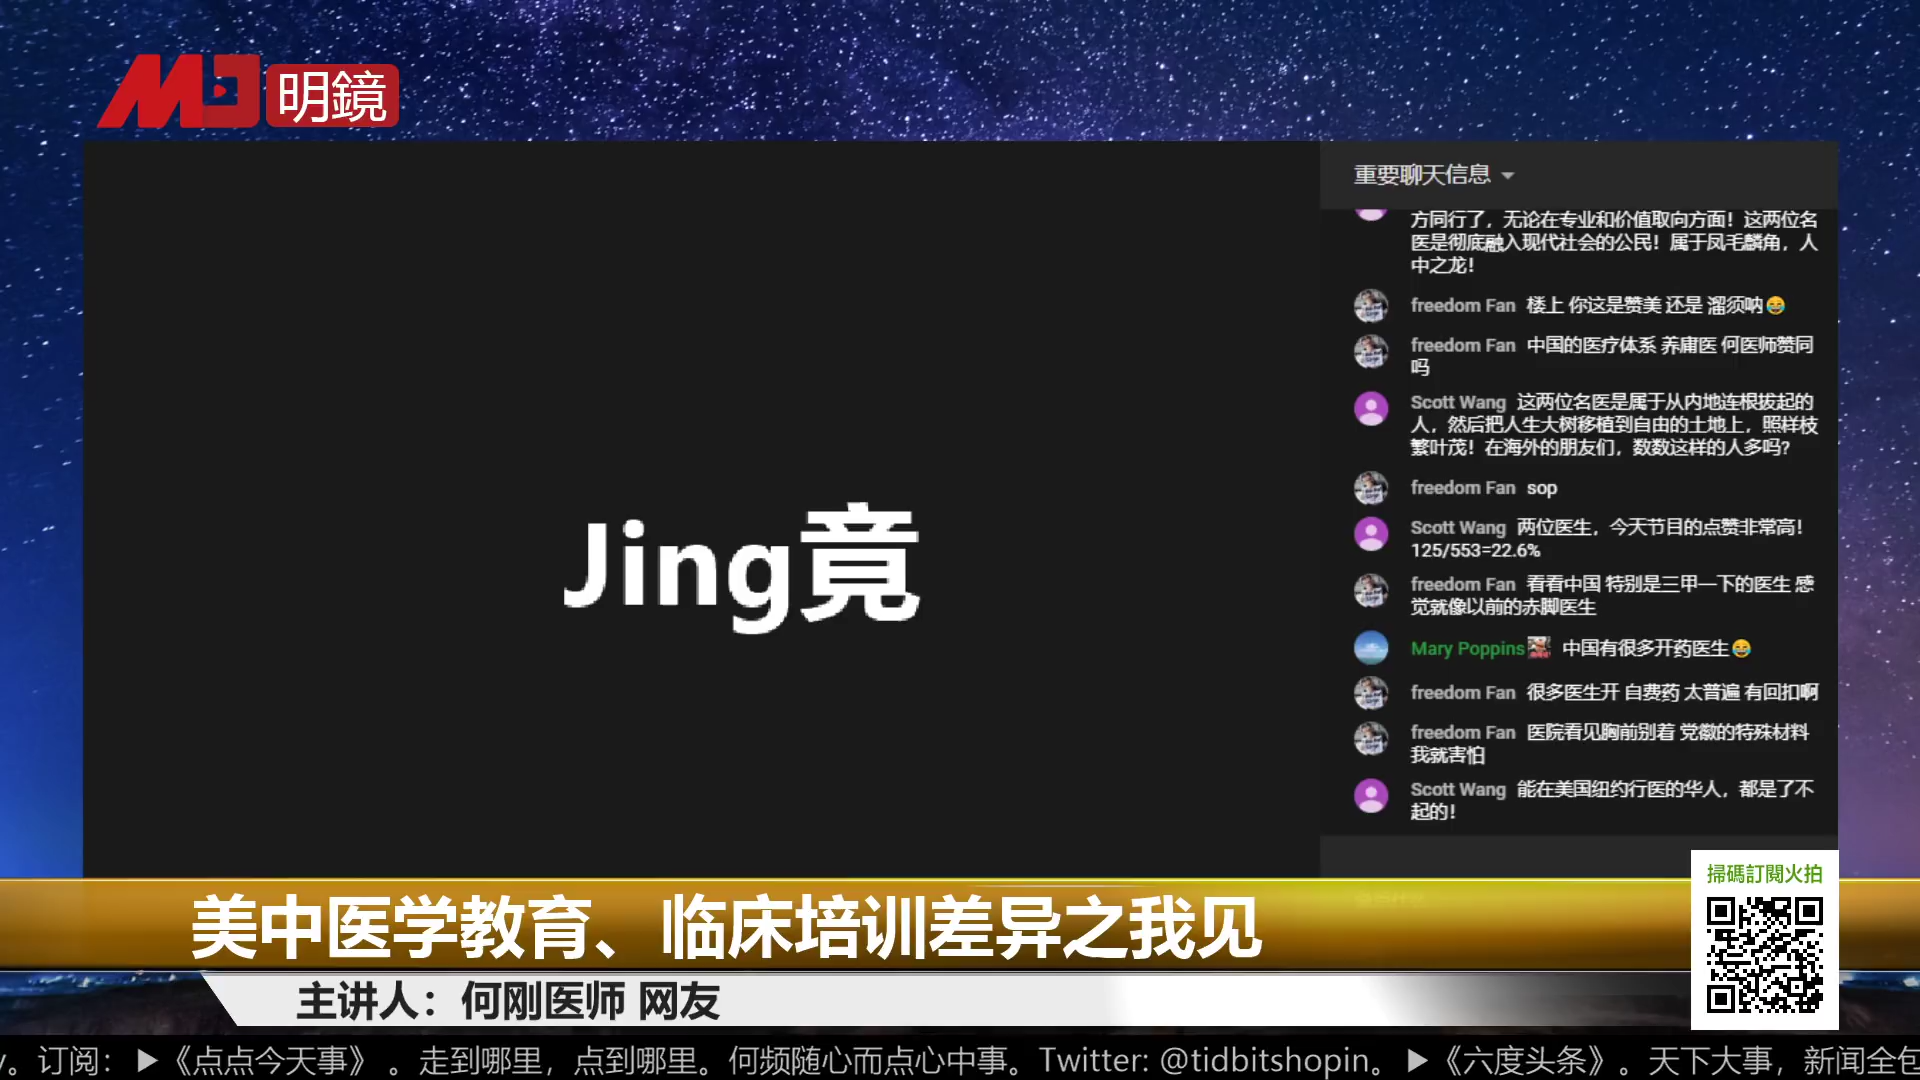 明鏡
重要聊天信息
方同行了，无论在专业和价值取向方面！这两位名
医是彻底融入现代社会的公民！属于凤毛麟角，人
中之龙！
freedom Fan 楼上 你这是赞美 还是 溜须呐😂
freedom Fan 中国的医疗体系 养庸医 何医师赞同
吗
Scott Wang 这两位名医是属于从内地连根拔起的
人，然后把人生大树移植到自由的土地上，照样枝
繁叶茂！在海外的朋友们，数数这样的人多吗？
freedom Fan sop
Scott Wang 两位医生，今天节目的点赞非常高！
125/553=22.6%
freedom Fan 看看中国 特别是三甲一下的医生 感
觉就像以前的赤脚医生
Mary Poppins 中国有很多开药医生😂
freedom Fan 很多医生开 自费药 太普遍 有回扣啊
freedom Fan 医院看见胸前别着 党徽的特殊材料
我就害怕
Scott Wang 能在美国纽约行医的华人，都是了不
起的！
Jing竟
掃碼訂閱火拍
美中医学教育、临床培训差异之我见
主讲人：何刚医师 网友
y。订阅：▶《点点今天事》 。走到哪里，点到哪里。何频随心而点心中事。Twitter: @tidbitshopin。▶《六度头条》。天下大事，新闻全包